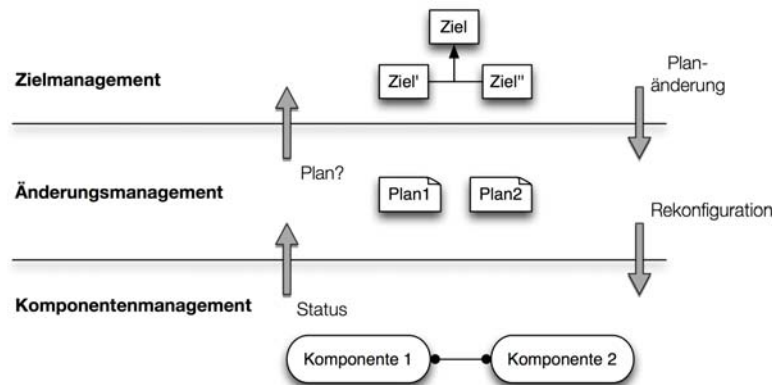 Ziel
Zielmanagement
Ziel'
Ziel"
Plan-
änderung
Plan?
Änderungsmanagement
Plan1
Plan2
Rekonfiguration
Komponentenmanagement
Status
Komponente 1
Komponente 2